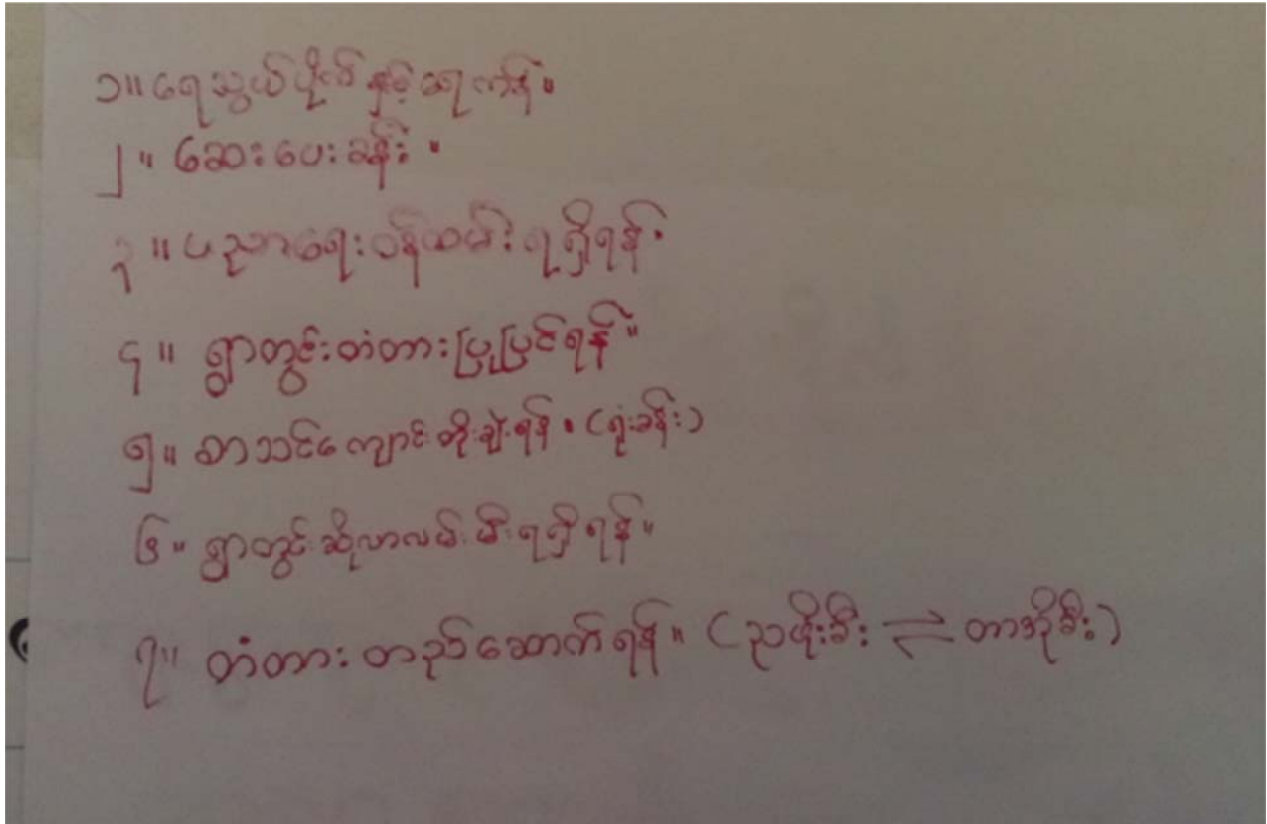 ၁။ ရေသွယ်ပိုက်နှင့်ရေကန်။
၂။ ဆေးပေးခန်း။
၃။ ပညာရေးဝန်ထမ်းရရှိရန်။
၄။ ရွာတွင်းတံတားပြုပြင်ရန်။
၅။ စာသင်ကျောင်းတိုးချဲ့ရန်။ (ရုံးခန်း)
၆။ ရွာတွင်းဆိုလာလမ်းမီးရရှိရန်။
၇။ တံတားတည်ဆောက်ရန်။ (ညဖိုးခီး ⇌ တာအိုခီး)